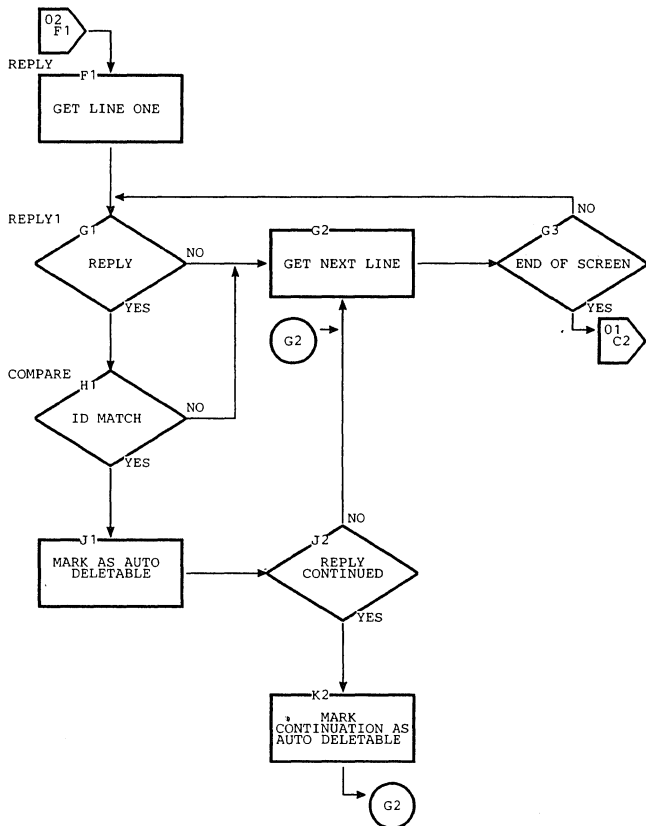 02
F1
REPLY
F1
GET LINE ONE
REPLY1
G1
REPLY
NO
YES
G2
GET NEXT LINE
NO
G3
END OF SCREEN
YES
01
C2
G2
COMPARE
H1
ID MATCH
NO
YES
J1
MARK AS AUTO
DELETABLE
NO
J2
REPLY
CONTINUED
YES
K2
MARK
CONTINUATION AS
AUTO DELETABLE
G2